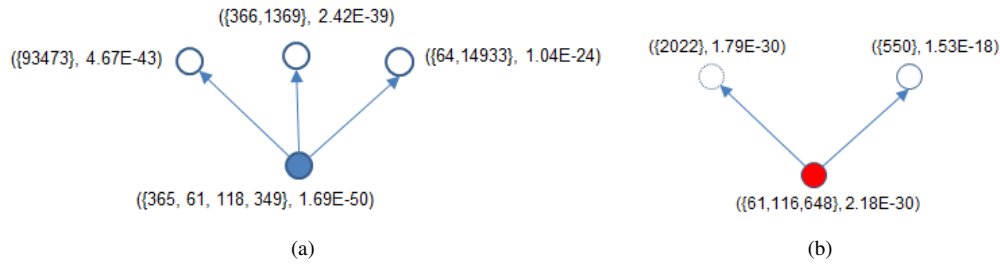 ({366,1369}, 2.42E-39)
({93473}, 4.67E-43)
({64,14933}, 1.04E-24)
({365, 61, 118, 349}, 1.69E-50)
(a)
({2022}, 1.79E-30)
({550}, 1.53E-18)
({61,116,648}, 2.18E-30)
(b)